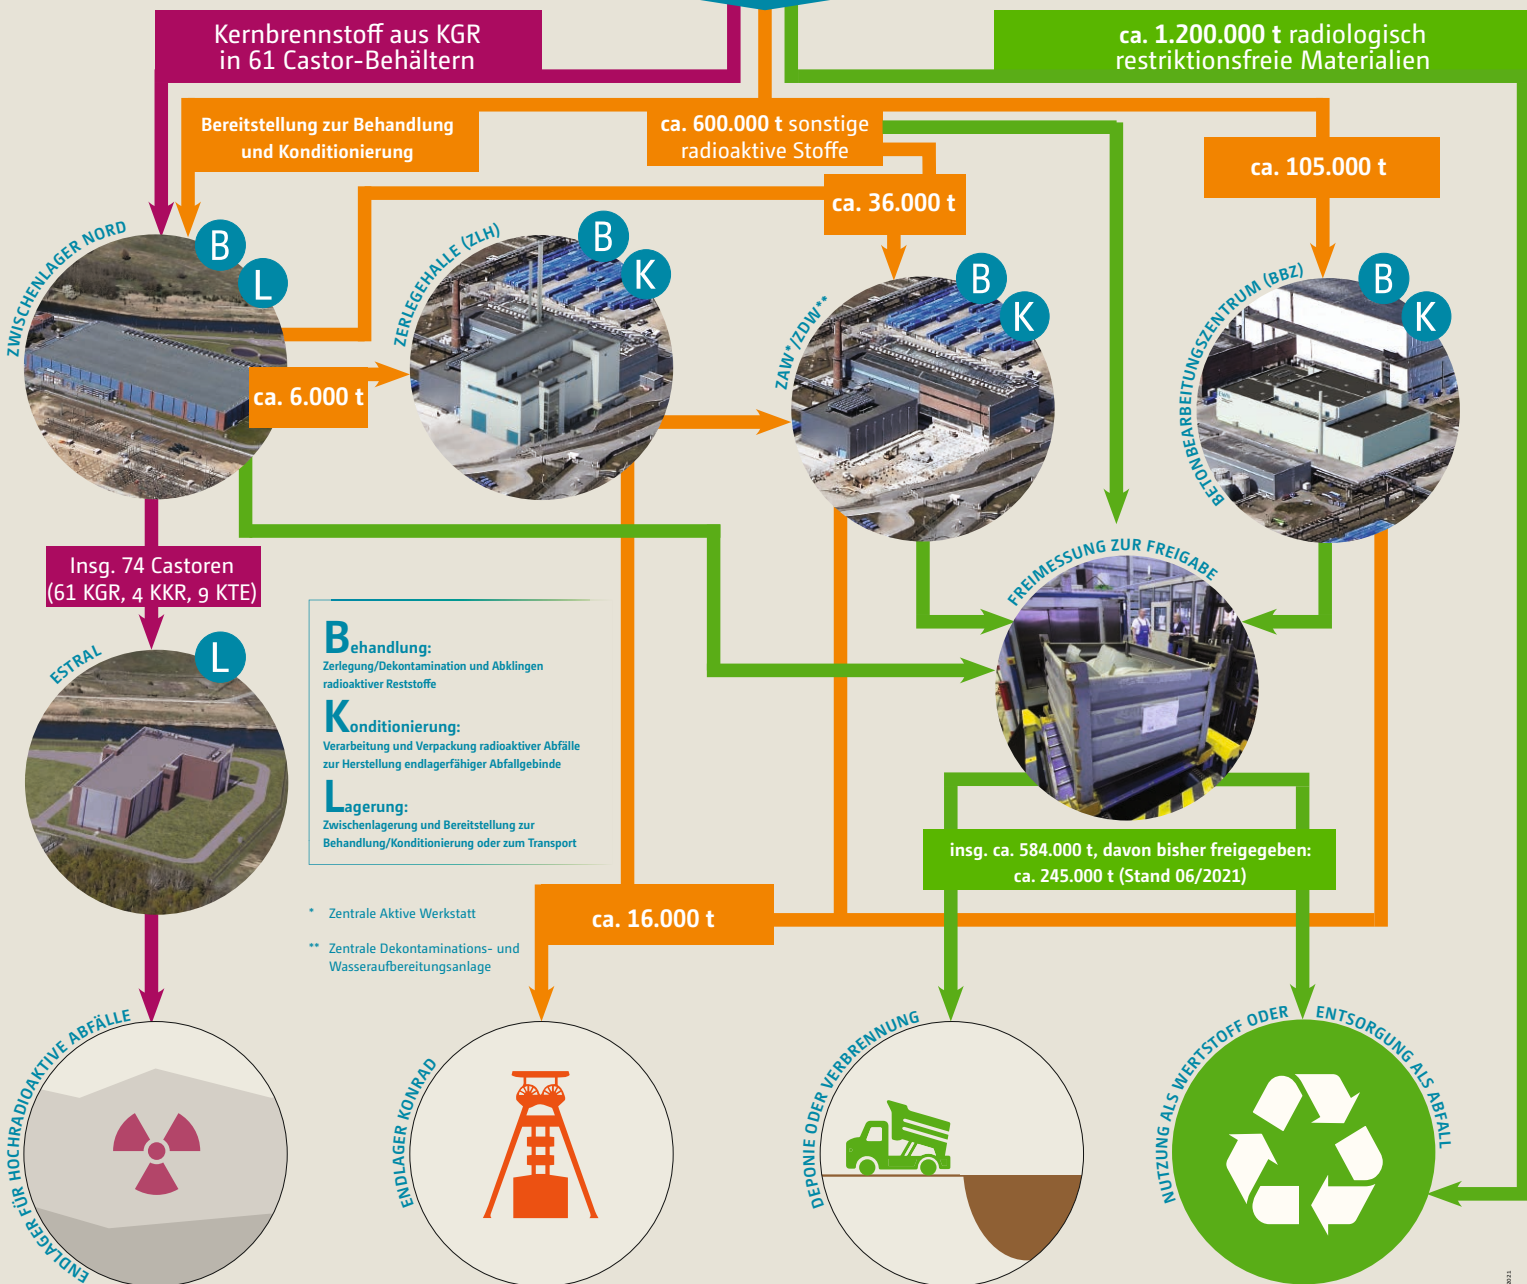 Kernbrennstoff aus KGR
in 61 Castor-Behältern
ca. 1.200.000 t radiologisch
restriktionsfreie Materialien
Bereitstellung zur Behandlung
und Konditionierung
ca. 600.000 t sonstige
radioaktive Stoffe
ca. 105.000 t
ca. 36.000 t
ZWISCHENLAGER NORD
B
L
ZERLEGEHALLE (ZLH)
B
K
ZAW*/ZDW**
B
K
BETONBEARBEITUNGSZENTRUM (BBZ)
B
K
ca. 6.000 t
Insg. 74 Castoren
(61 KGR, 4 KKR, 9 KTE)
FREIMESSUNG ZUR FREIGABE
ESTRAL
L
Behandlung:
Zerlegung/Dekontamination und Abklingen
radioaktiver Reststoffe
Konditionierung:
Verarbeitung und Verpackung radioaktiver Abfälle
zur Herstellung endlagerfähiger Abfallgebinde
Lagerung:
Zwischenlagerung und Bereitstellung zur
Behandlung/Konditionierung oder zum Transport
insg. ca. 584.000 t, davon bisher freigegeben:
ca. 245.000 t (Stand 06/2021)
ca. 16.000 t
* Zentrale Aktive Werkstatt
** Zentrale Dekontaminations- und
Wasseraufbereitungsanlage
ENDLAGER FÜR HOCHRADIOAKTIVE ABFÄLLE
ENDLAGER KONRAD
DEPONIE ODER VERBRENNUNG
NUTZUNG ALS WERTSTOFF ODER ENTSORGUNG ALS ABFALL
2021